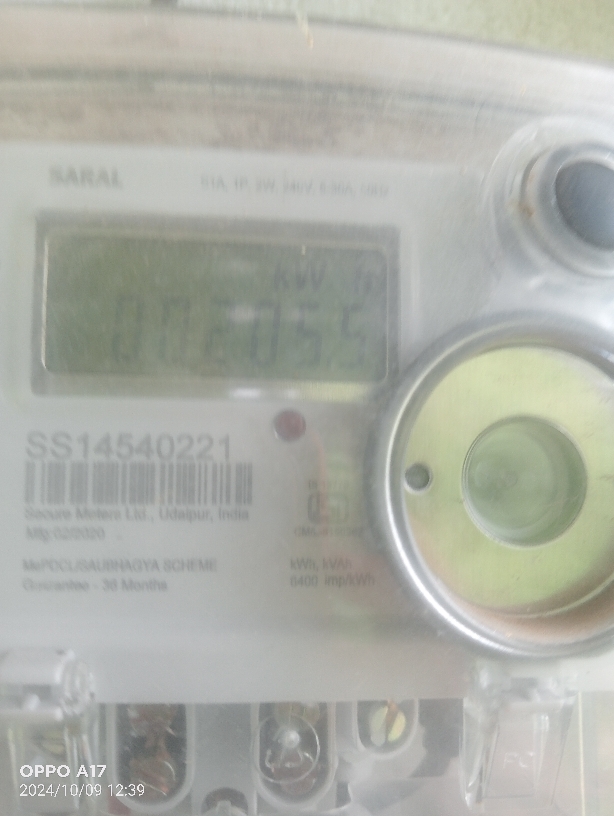 SARAL
kW h
002055
SS14540221
Secure Meters Ltd., Udaipur, India
Mfg:02/2020
MePDCL/SAUBHAGYA SCHEME
Guarantee - 36 Months
kWh, kVAh
6400 imp/kWh
OPPO A17
2024/10/09 12:39